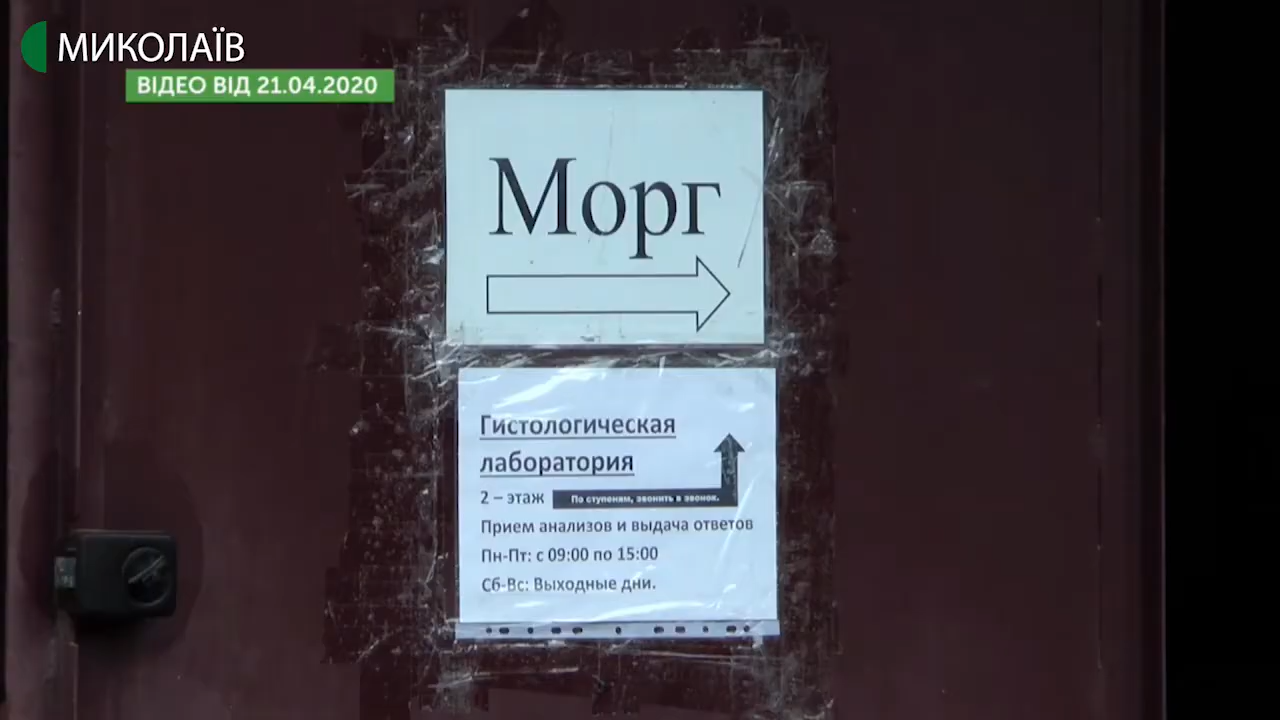 МИКОЛАЇВ
ВІДЕО ВІД 21.04.2020
Морг
Гистологическая
лаборатория
2 – этаж По ступеням, звонить в звонок.
Прием анализов и выдача ответов
Пн-Пт: с 09:00 по 15:00
Сб-Вс: Выходные дни.